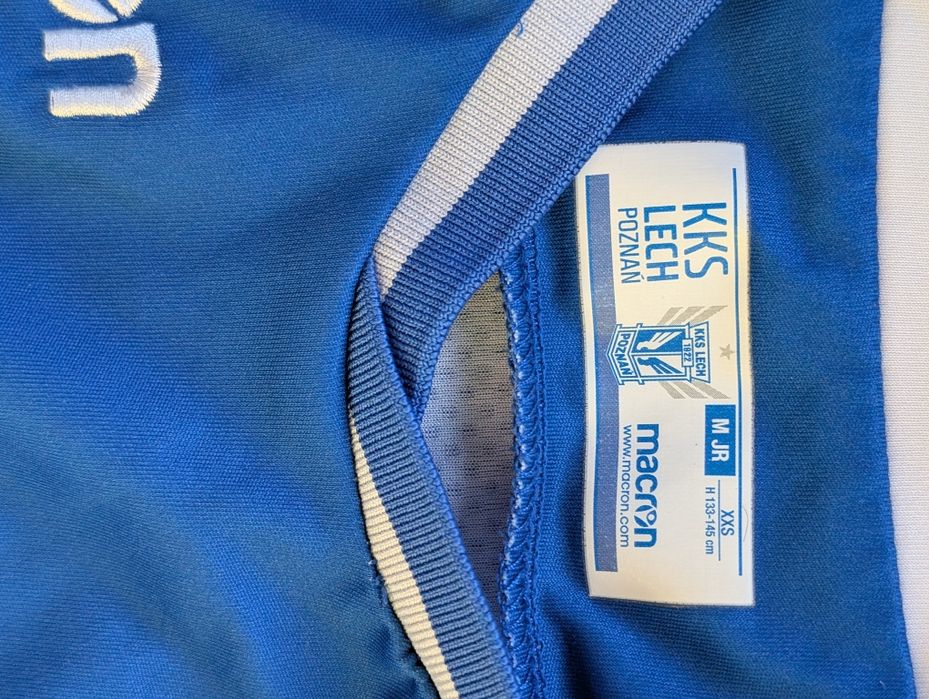 KKS
LECH
POZNAŃ
KKS LECH
1922
POZNAŃ
M JR
XXS
H 133-145 cm
macron
www.macron.com